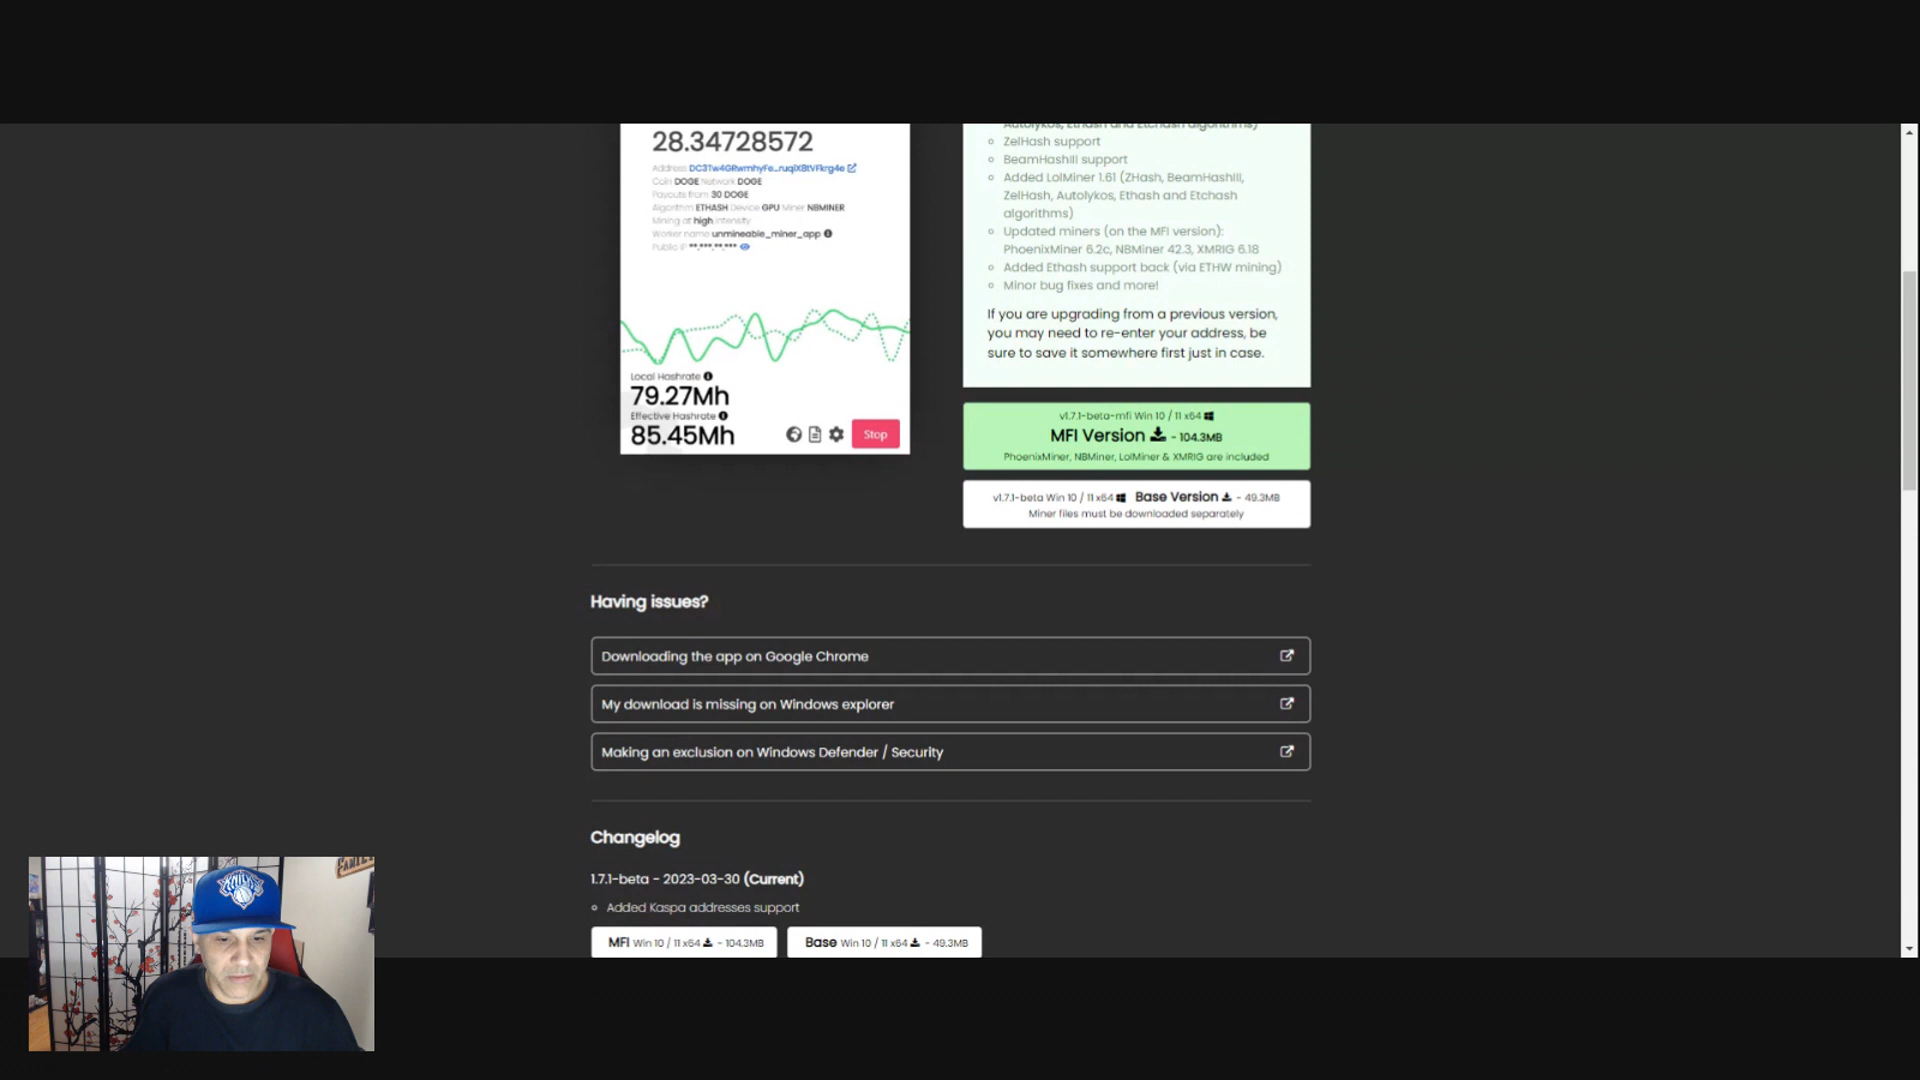 28.34728572
Address DC3Tw4GRwmhyFe...ruqiX8tVFkrg4e
Coin DOGE Network DOGE
Payouts from 30 DOGE
Algorithm ETHASH Device GPU Miner NBMINER
Mining at high intensity
Worker name unmineable_miner_app
Public IP **.***.**.***
Local Hashrate
79.27Mh
Effective Hashrate
85.45Mh
Stop
Autolykos, Ethash and Etchash algorithms)
ZelHash support
BeamHashIII support
Added LolMiner 1.61 (ZHash, BeamHashIII,
ZelHash, Autolykos, Ethash and Etchash
algorithms)
Updated miners (on the MFI version):
PhoenixMiner 6.2c, NBMiner 42.3, XMRIG 6.18
Added Ethash support back (via ETHW mining)
Minor bug fixes and more!
If you are upgrading from a previous version,
you may need to re-enter your address, be
sure to save it somewhere first just in case.
v1.7.1-beta-mfi Win 10 / 11 x64
MFI Version - 104.3MB
PhoenixMiner, NBMiner, LolMiner & XMRIG are included
v1.7.1-beta Win 10 / 11 x64 Base Version - 49.3MB
Miner files must be downloaded separately
Having issues?
Downloading the app on Google Chrome
My download is missing on Windows explorer
Making an exclusion on Windows Defender / Security
Changelog
1.7.1-beta - 2023-03-30 (Current)
Added Kaspa addresses support
MFI Win 10 / 11 x64 - 104.3MB
Base Win 10 / 11 x64 - 49.3MB
KNICKS